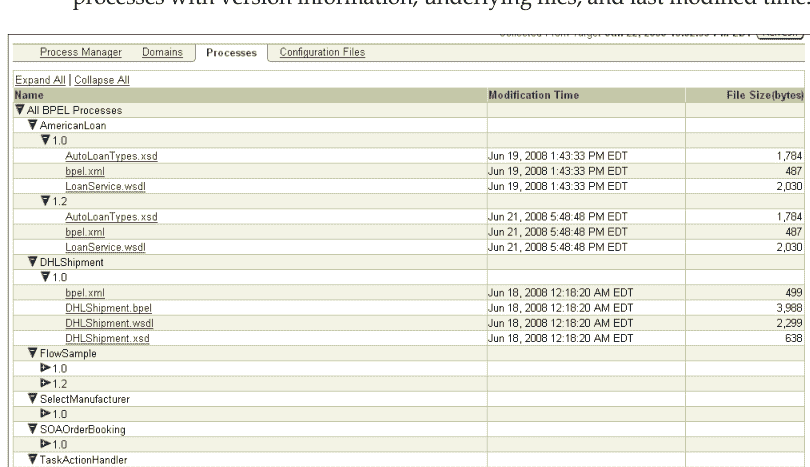 processes with version information, underlying files, and last modified time.
Process Manager Domains Processes Configuration Files
Expand All | Collapse All
Name Modification Time File Size(bytes)
All BPEL Processes
AmericanLoan
1.0
AutoLoanTypes.xsd Jun 19, 2008 1:43:33 PM EDT 1,784
bpel.xml Jun 19, 2008 1:43:33 PM EDT 487
LoanService.wsdl Jun 19, 2008 1:43:33 PM EDT 2,030
1.2
AutoLoanTypes.xsd Jun 21, 2008 5:48:48 PM EDT 1,784
bpel.xml Jun 21, 2008 5:48:48 PM EDT 487
LoanService.wsdl Jun 21, 2008 5:48:48 PM EDT 2,030
DHLShipment
1.0
bpel.xml Jun 18, 2008 12:18:20 AM EDT 499
DHLShipment.bpel Jun 18, 2008 12:18:20 AM EDT 3,988
DHLShipment.wsdl Jun 18, 2008 12:18:20 AM EDT 2,299
DHLShipment.xsd Jun 18, 2008 12:18:20 AM EDT 638
FlowSample
1.0
1.2
SelectManufacturer
1.0
SOAOrderBooking
1.0
TaskActionHandler